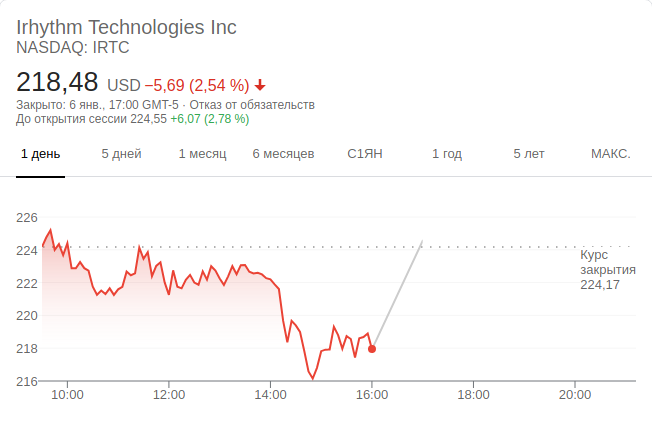 Irhythm Technologies Inc
NASDAQ: IRTC
218,48 USD −5,69 (2,54 %)
Закрыто: 6 янв., 17:00 GMT-5 · Отказ от обязательств
До открытия сессии 224,55 +6,07 (2,78 %)
1 день 5 дней 1 месяц 6 месяцев С1ЯН 1 год 5 лет МАКС.
226
224
222
220
218
216
Курс
закрытия
224,17
10:00 12:00 14:00 16:00 18:00 20:00